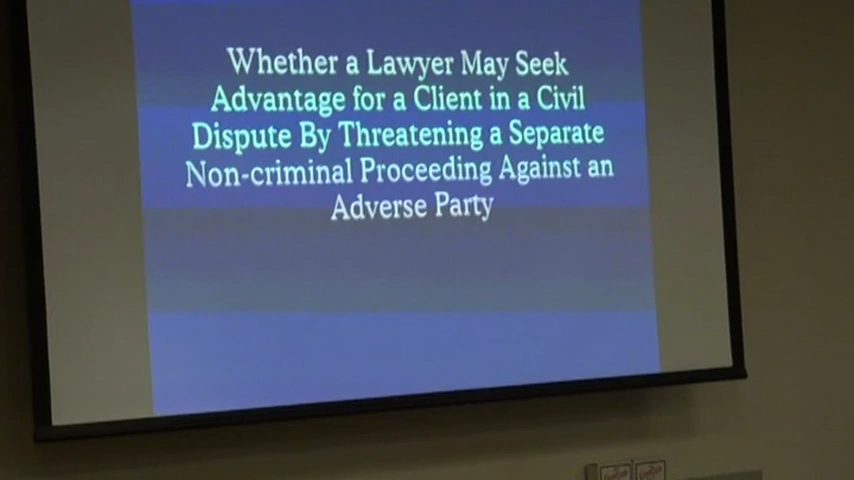 Whether a Lawyer May Seek
Advantage for a Client in a Civil
Dispute By Threatening a Separate
Non-criminal Proceeding Against an
Adverse Party